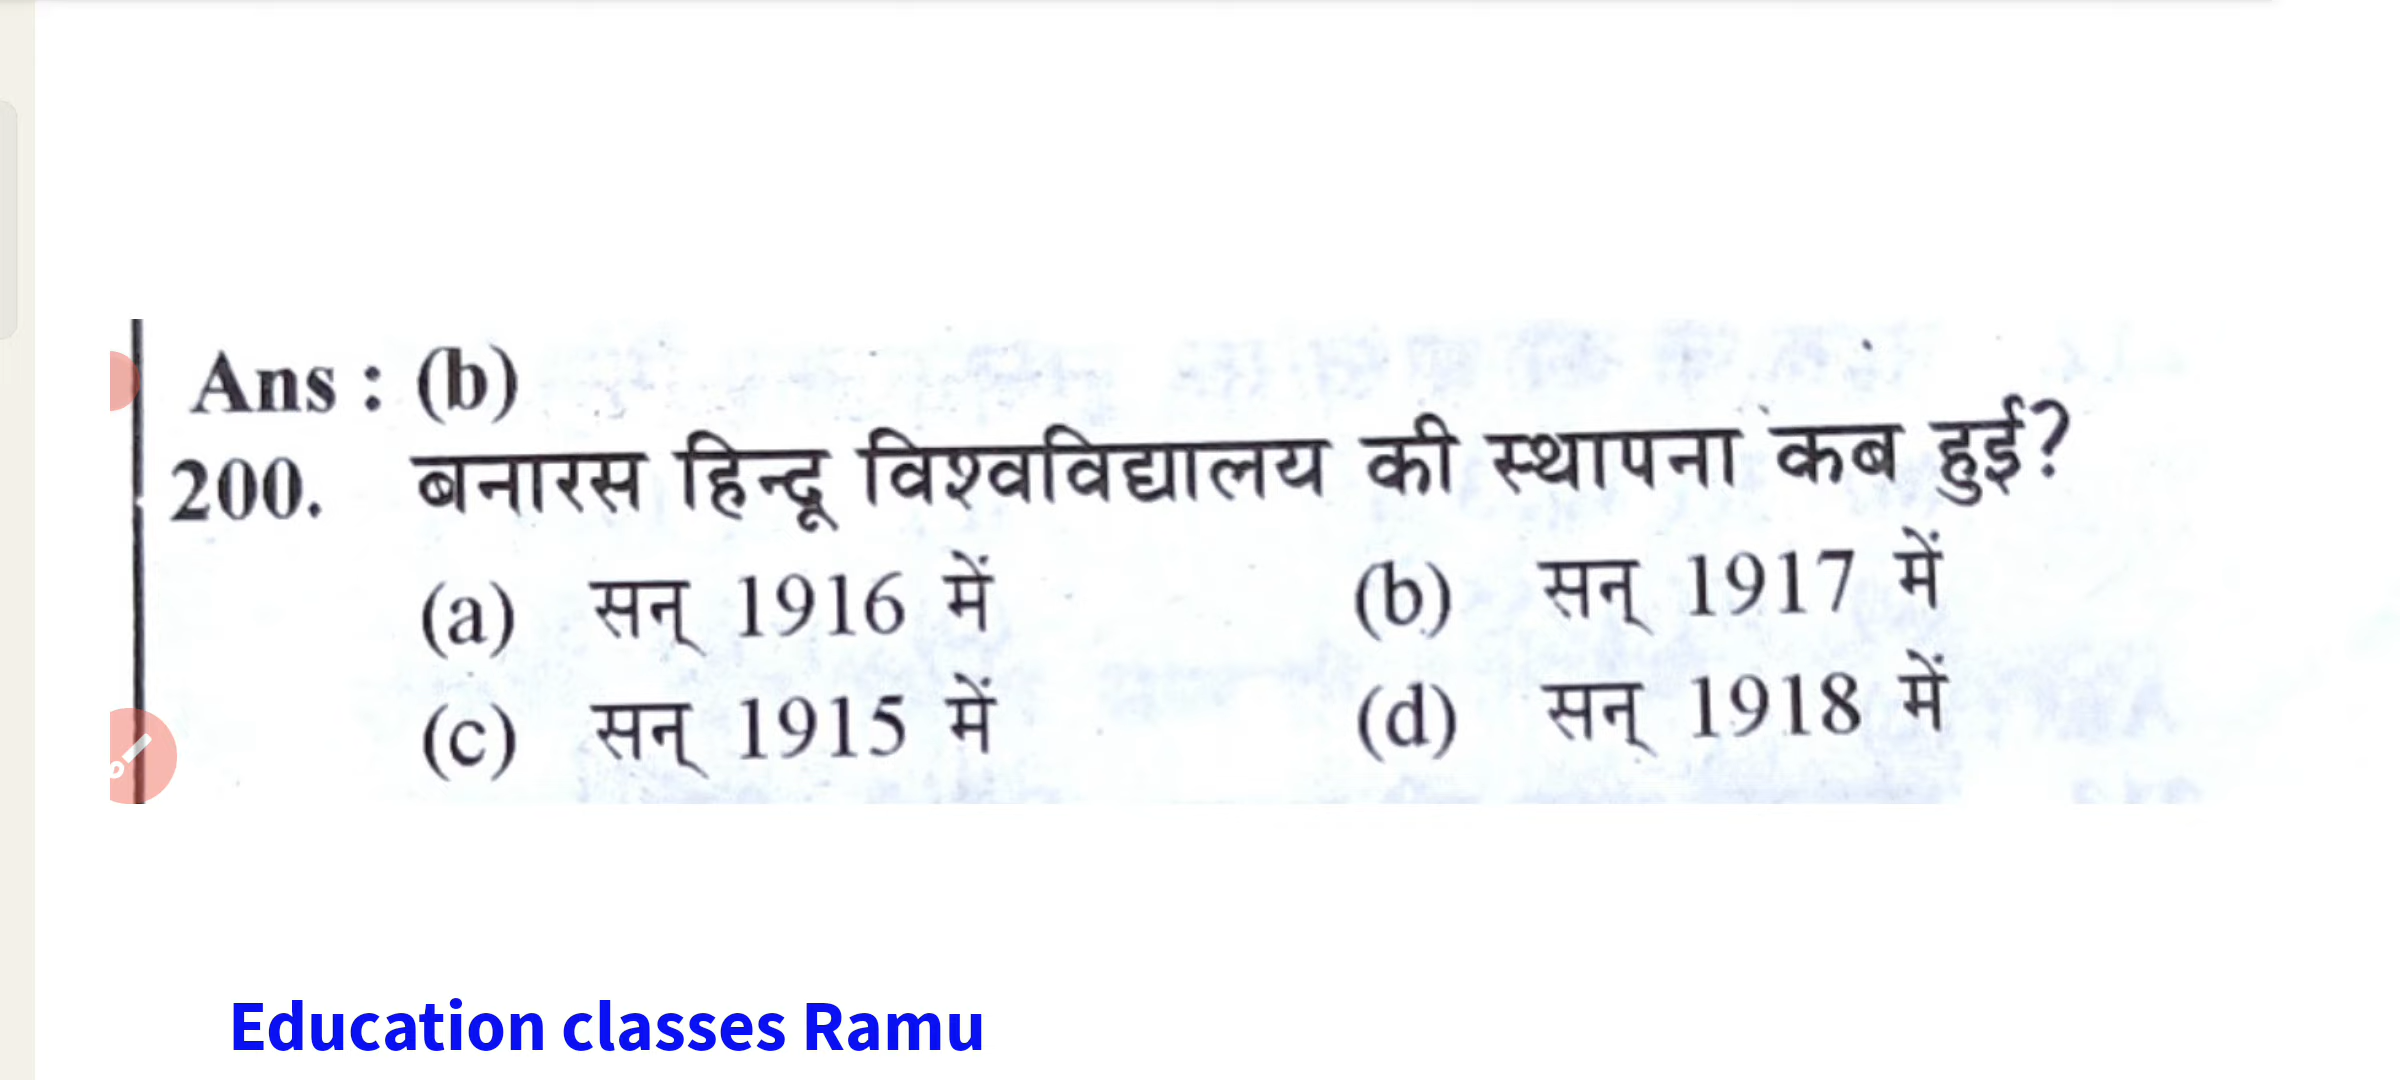 Ans : (b)
200. बनारस हिन्दू विश्वविद्यालय की स्थापना कब हुई?
(a) सन् 1916 में (b) सन् 1917 में
(c) सन् 1915 में (d) सन् 1918 में
Education classes Ramu